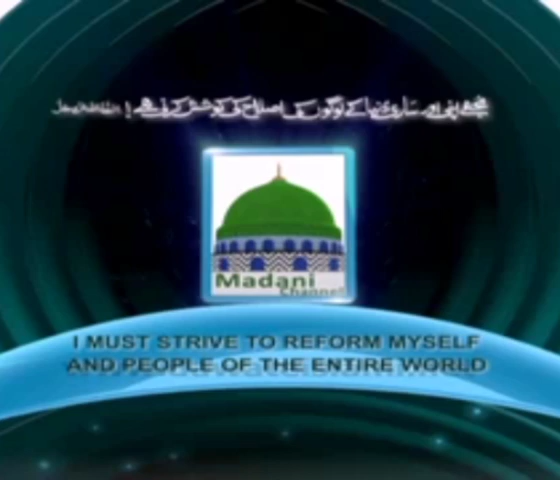 مجھے اپنی اور ساری دنیا کے لوگوں کی اصلاح کی کوشش کرنی ہے !
Madani
Channel
I MUST STRIVE TO REFORM MYSELF
AND PEOPLE OF THE ENTIRE WORLD